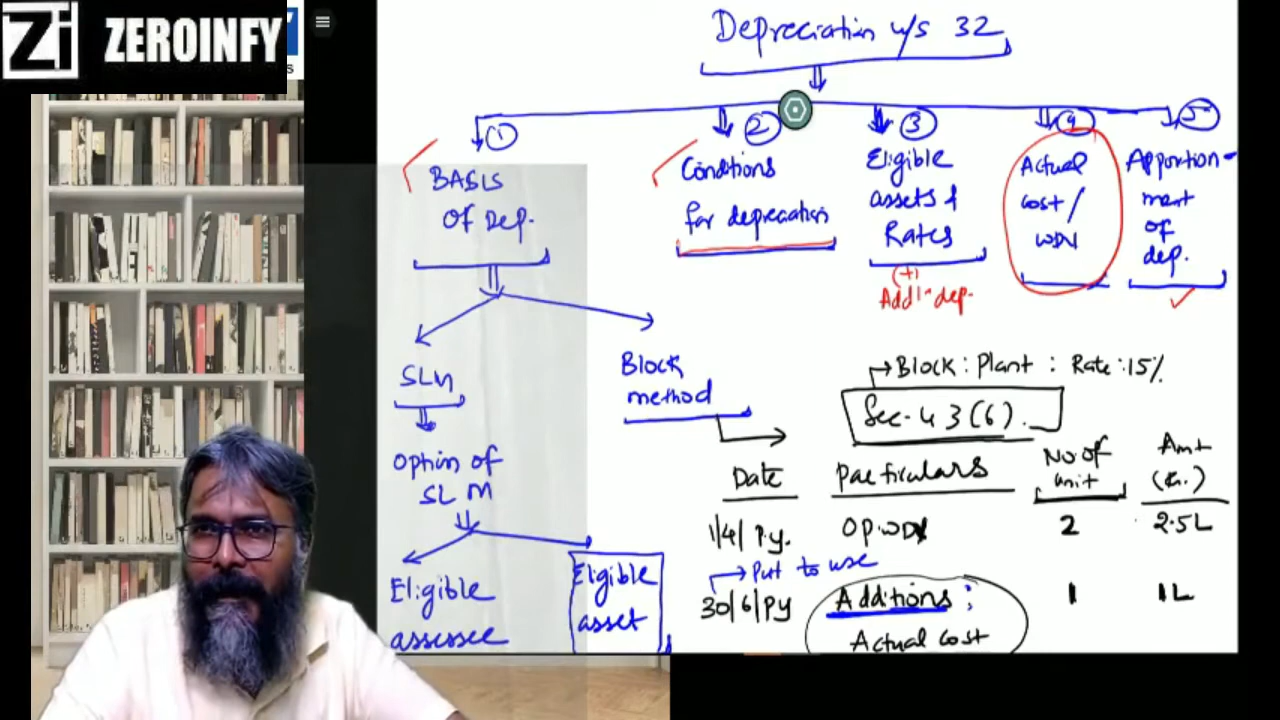 Zi ZEROINFY
s
Depreciation u/s 32
1
2
3
4
5
BASIS
of Dep.
Conditions
for depreciation
Eligible
assets &
Rates
(+)
Addl. dep.
Actual
cost/
WDV
Apportion-
ment
of
dep.
SLM
Block
method
Option of
SLM
Eligible
assessee
Eligible
asset
Block : Plant : Rate : 15%
Sec-43(6).
Date
Particulars
No of
unit
Amt
(Rs.)
1/4/P.y.
Op WDV
2
2.5L
Put to use
30/6/Py
Additions :
1
1L
Actual cost